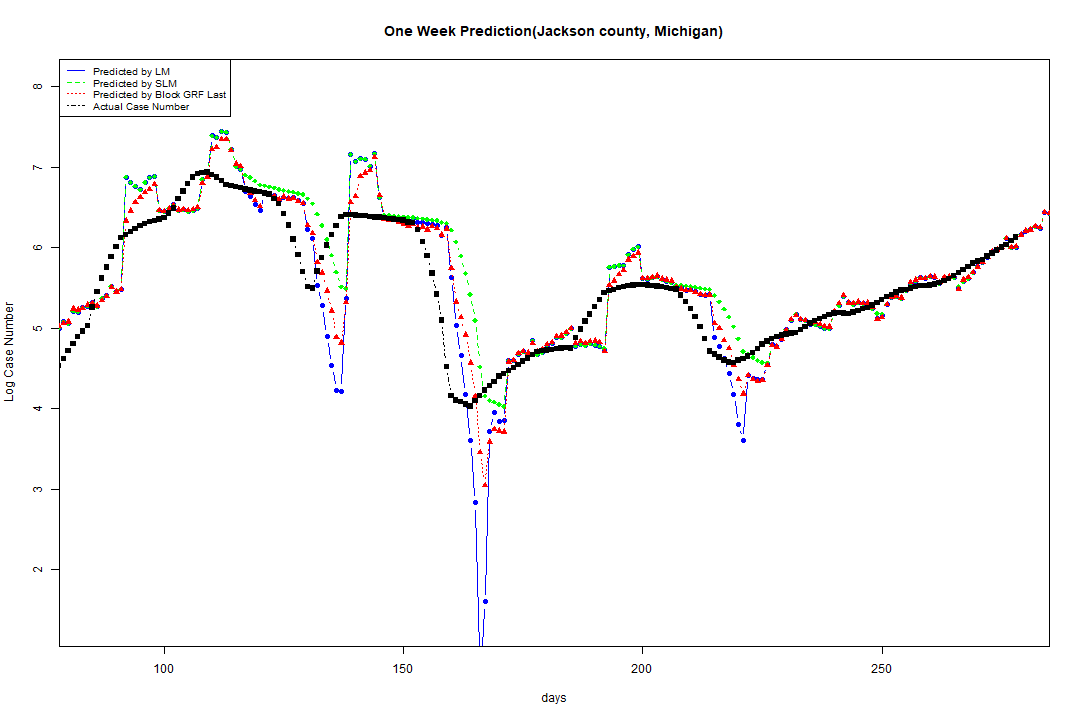 One Week Prediction(Jackson county, Michigan)
Predicted by LM
Predicted by SLM
Predicted by Block GRF Last
Actual Case Number
Log Case Number
8
7
6
5
4
3
2
100 150 200 250
days